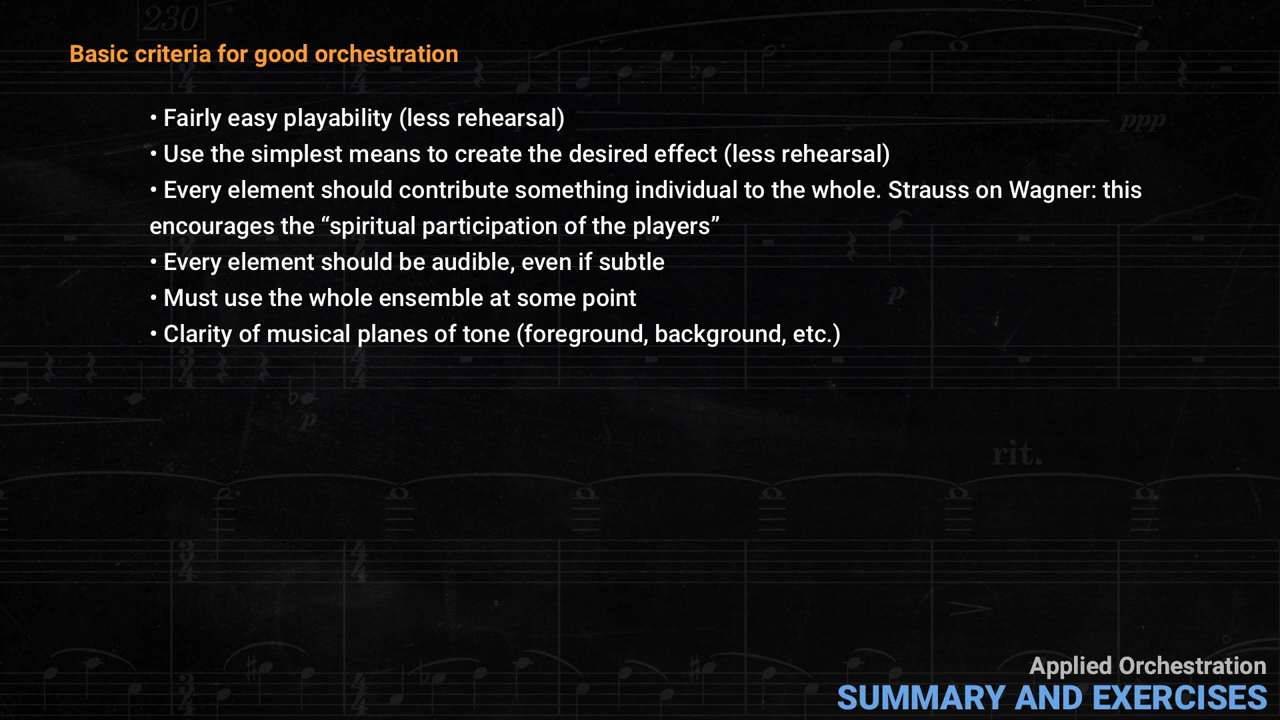 230
Basic criteria for good orchestration
• Fairly easy playability (less rehearsal)
ppp
• Use the simplest means to create the desired effect (less rehearsal)
• Every element should contribute something individual to the whole. Strauss on Wagner: this
encourages the “spiritual participation of the players”
• Every element should be audible, even if subtle
p
• Must use the whole ensemble at some point
• Clarity of musical planes of tone (foreground, background, etc.)
p
rit.
Applied Orchestration
SUMMARY AND EXERCISES